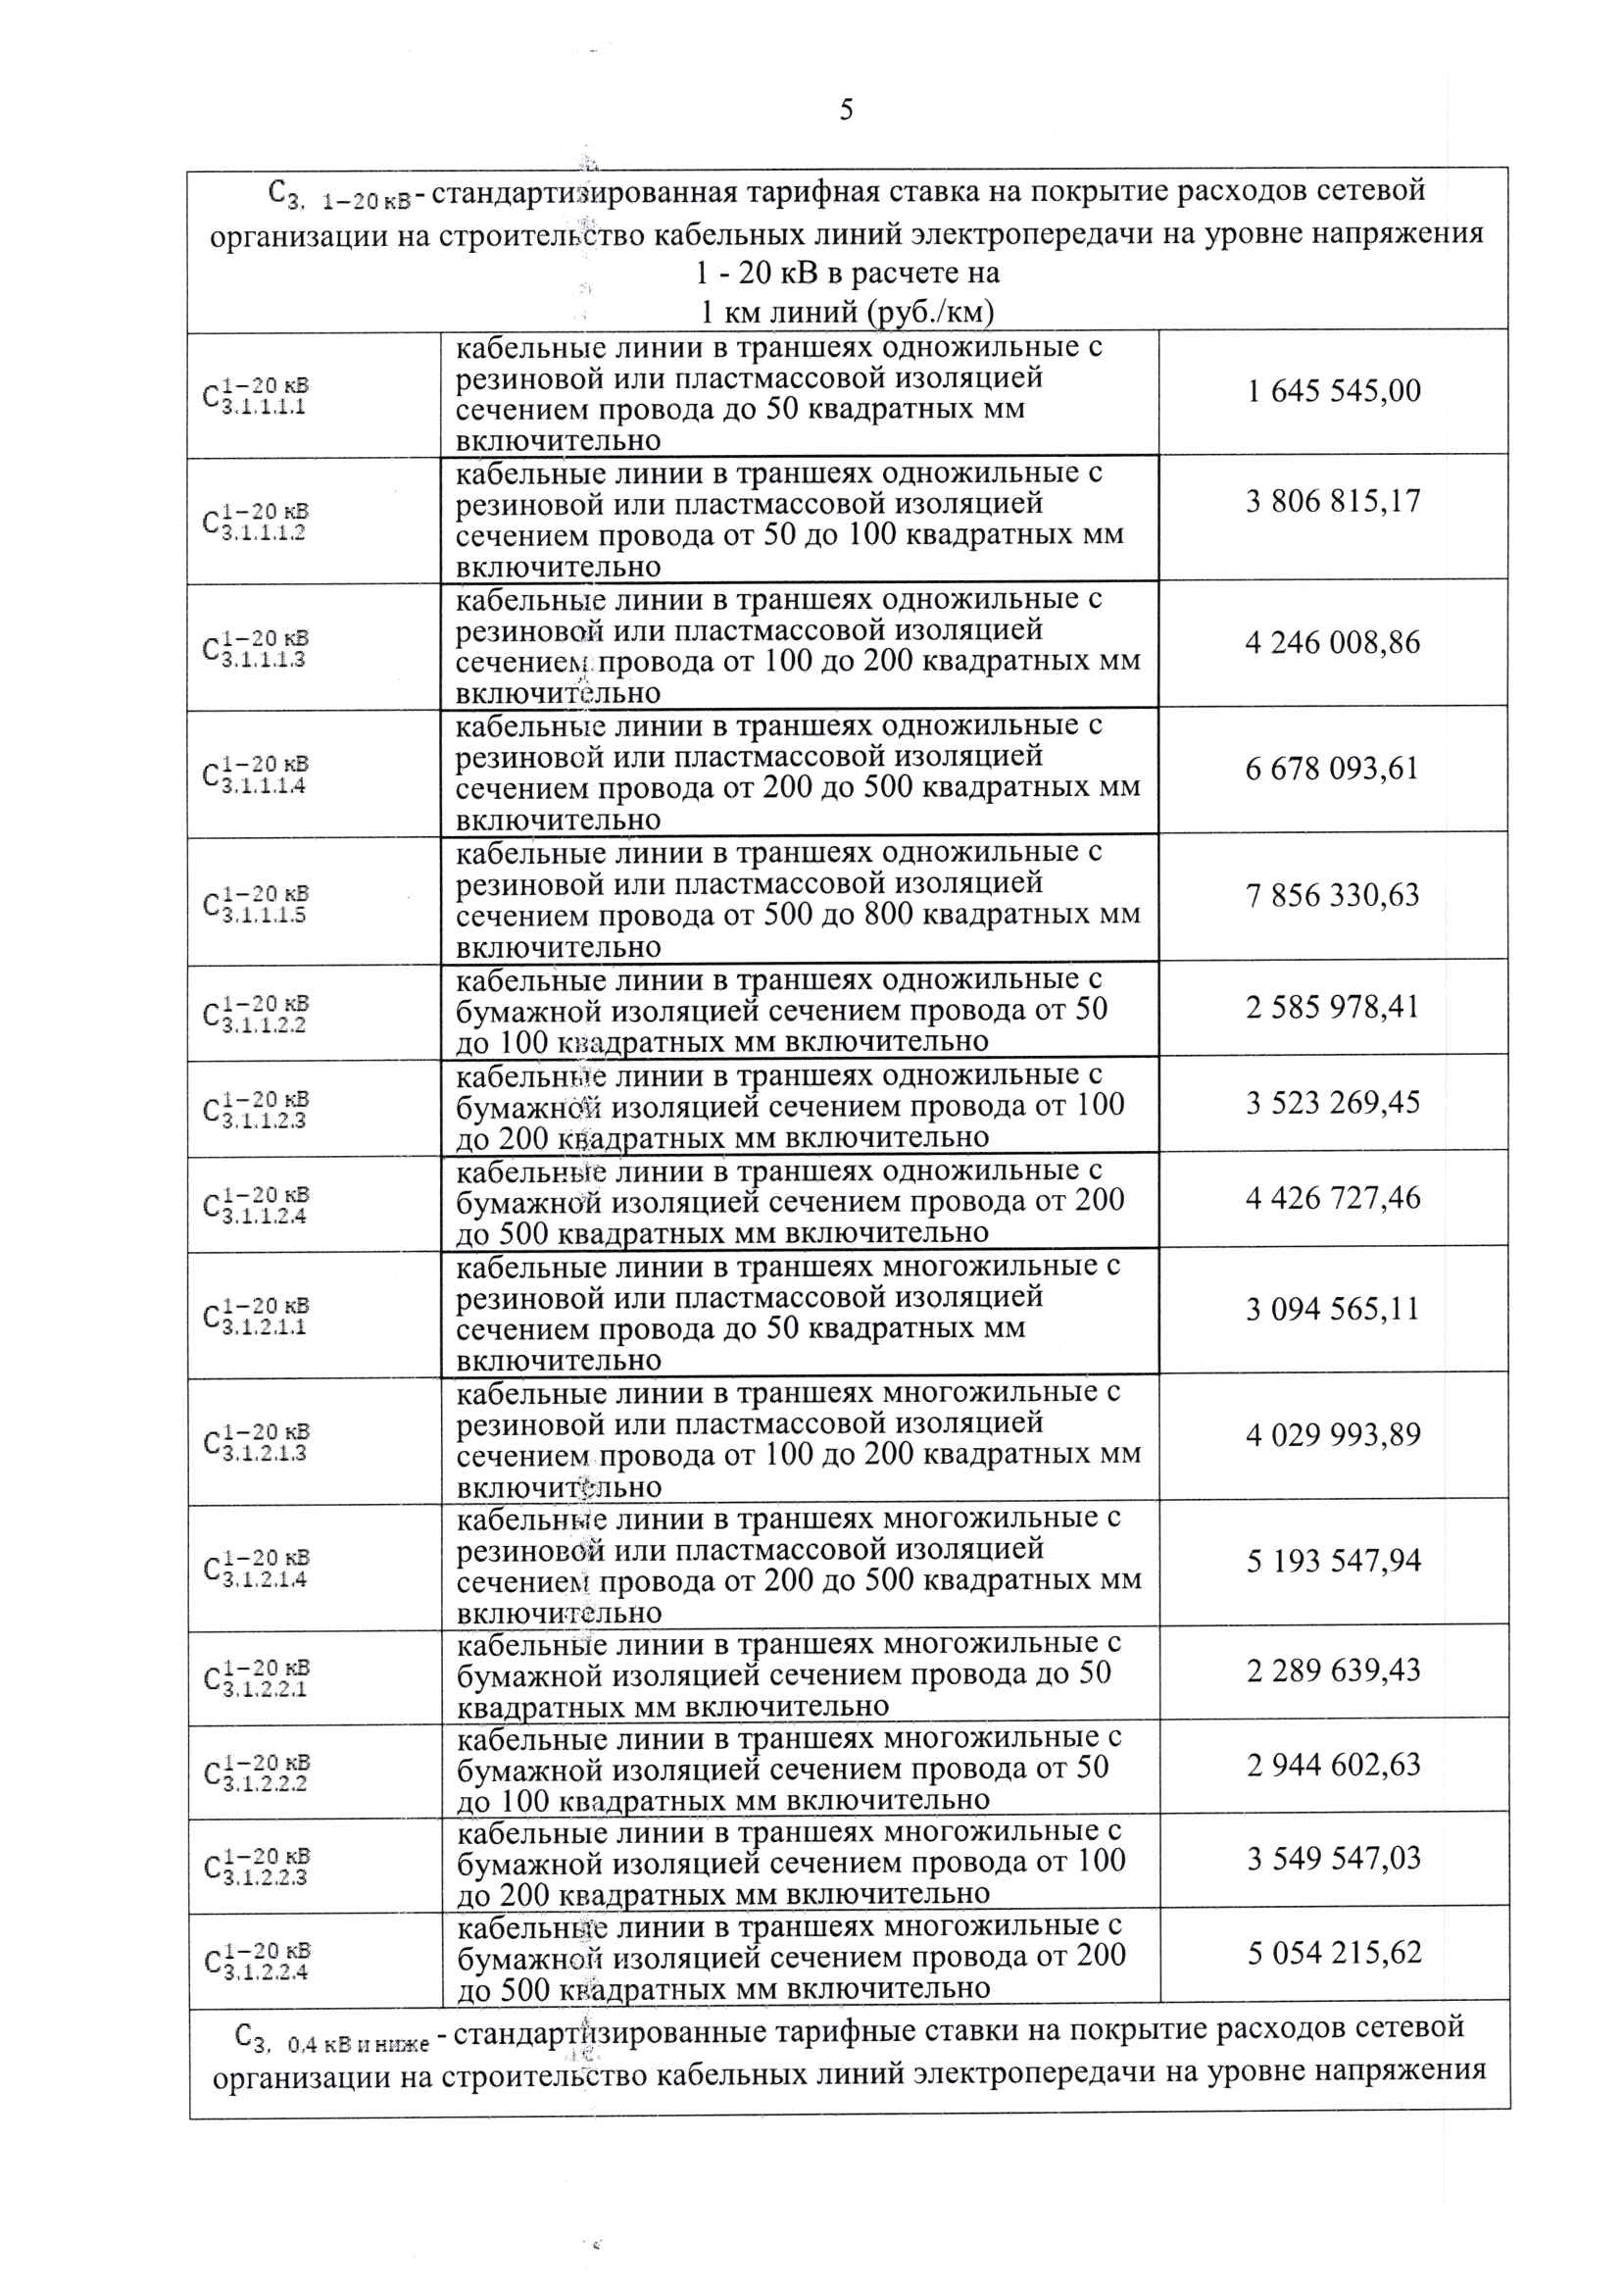 5
С3, 1–20 кВ - стандартизированная тарифная ставка на покрытие расходов сетевой
организации на строительство кабельных линий электропередачи на уровне напряжения
1 - 20 кВ в расчете на
1 км линий (руб./км)
С 1–20 кВ 3.1.1.1.1
кабельные линии в траншеях одножильные с
резиновой или пластмассовой изоляцией
сечением провода до 50 квадратных мм
включительно
1 645 545,00
С 1–20 кВ 3.1.1.1.2
кабельные линии в траншеях одножильные с
резиновой или пластмассовой изоляцией
сечением провода от 50 до 100 квадратных мм
включительно
3 806 815,17
С 1–20 кВ 3.1.1.1.3
кабельные линии в траншеях одножильные с
резиновой или пластмассовой изоляцией
сечением провода от 100 до 200 квадратных мм
включительно
4 246 008,86
С 1–20 кВ 3.1.1.1.4
кабельные линии в траншеях одножильные с
резиновой или пластмассовой изоляцией
сечением провода от 200 до 500 квадратных мм
включительно
6 678 093,61
С 1–20 кВ 3.1.1.1.5
кабельные линии в траншеях одножильные с
резиновой или пластмассовой изоляцией
сечением провода от 500 до 800 квадратных мм
включительно
7 856 330,63
С 1–20 кВ 3.1.1.2.2
кабельные линии в траншеях одножильные с
бумажной изоляцией сечением провода от 50
до 100 квадратных мм включительно
2 585 978,41
С 1–20 кВ 3.1.1.2.3
кабельные линии в траншеях одножильные с
бумажной изоляцией сечением провода от 100
до 200 квадратных мм включительно
3 523 269,45
С 1–20 кВ 3.1.1.2.4
кабельные линии в траншеях одножильные с
бумажной изоляцией сечением провода от 200
до 500 квадратных мм включительно
4 426 727,46
С 1–20 кВ 3.1.2.1.1
кабельные линии в траншеях многожильные с
резиновой или пластмассовой изоляцией
сечением провода до 50 квадратных мм
включительно
3 094 565,11
С 1–20 кВ 3.1.2.1.3
кабельные линии в траншеях многожильные с
резиновой или пластмассовой изоляцией
сечением провода от 100 до 200 квадратных мм
включительно
4 029 993,89
С 1–20 кВ 3.1.2.1.4
кабельные линии в траншеях многожильные с
резиновой или пластмассовой изоляцией
сечением провода от 200 до 500 квадратных мм
включительно
5 193 547,94
С 1–20 кВ 3.1.2.2.1
кабельные линии в траншеях многожильные с
бумажной изоляцией сечением провода до 50
квадратных мм включительно
2 289 639,43
С 1–20 кВ 3.1.2.2.2
кабельные линии в траншеях многожильные с
бумажной изоляцией сечением провода от 50
до 100 квадратных мм включительно
2 944 602,63
С 1–20 кВ 3.1.2.2.3
кабельные линии в траншеях многожильные с
бумажной изоляцией сечением провода от 100
до 200 квадратных мм включительно
3 549 547,03
С 1–20 кВ 3.1.2.2.4
кабельные линии в траншеях многожильные с
бумажной изоляцией сечением провода от 200
до 500 квадратных мм включительно
5 054 215,62
С3, 0,4 кВ и ниже - стандартизированные тарифные ставки на покрытие расходов сетевой
организации на строительство кабельных линий электропередачи на уровне напряжения